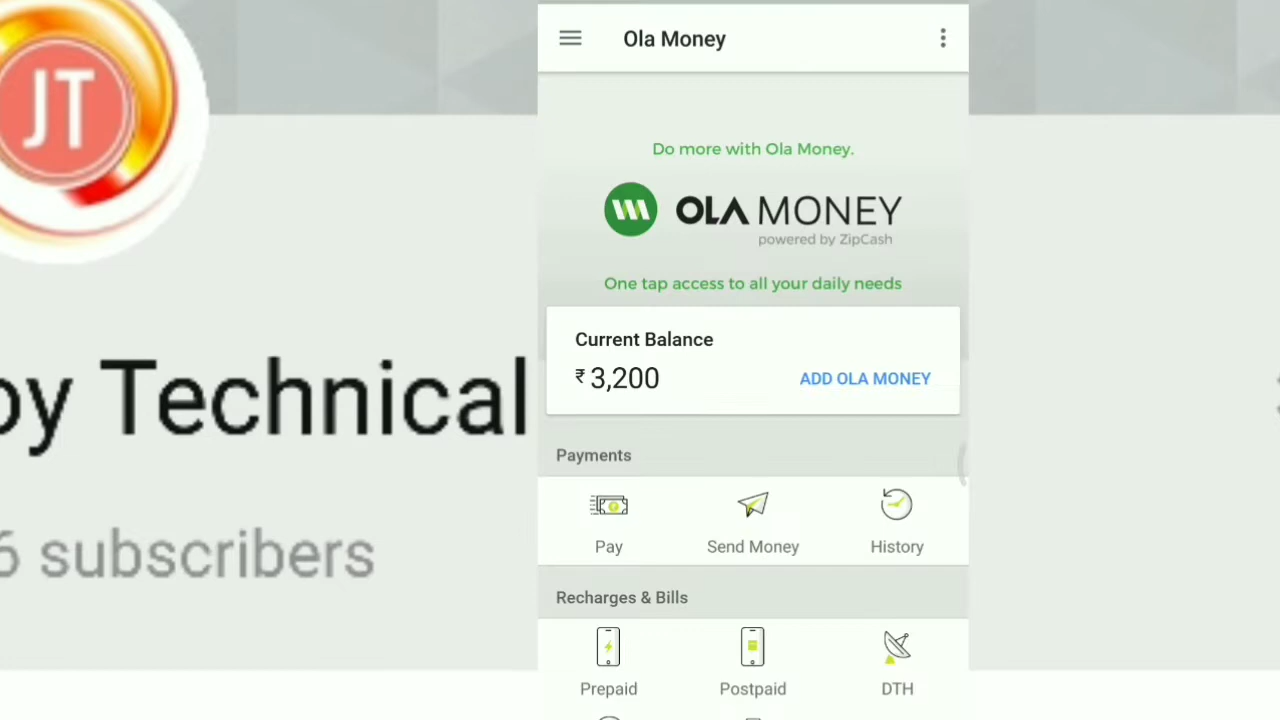 JT
Technical
subscribers
Ola Money
Do more with Ola Money.
OLA MONEY
powered by ZipCash
One tap access to all your daily needs
Current Balance
₹ 3,200
ADD OLA MONEY
Payments
Pay
Send Money
History
Recharges & Bills
Prepaid
Postpaid
DTH